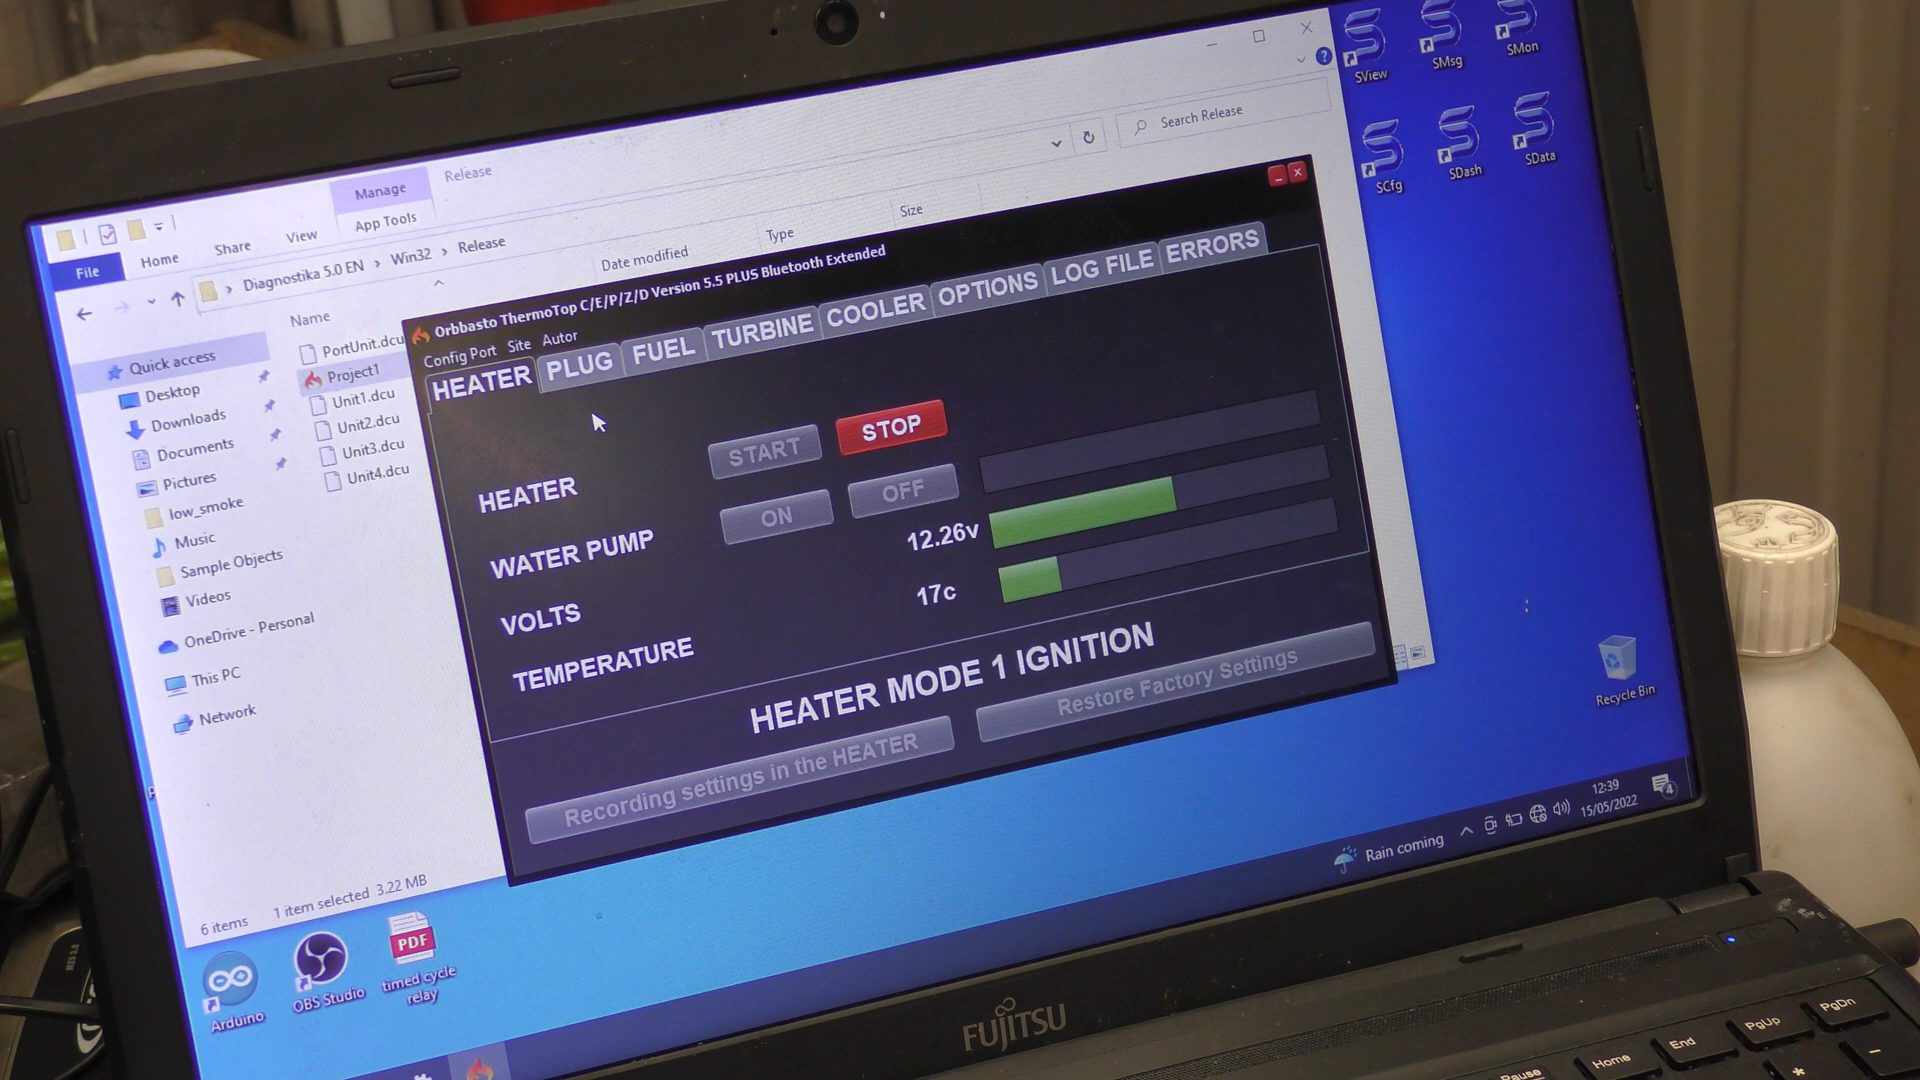 Manage
Release
File
Home
Share
View
App Tools
Diagnostika 5.0 EN > Win32 > Release
Search Release
Name
Date modified
Type
Size
Quick access
Desktop
Downloads
Documents
Pictures
low_smoke
Music
Sample Objects
Videos
OneDrive - Personal
This PC
Network
PortUnit.dcu
Project1
Unit1.dcu
Unit2.dcu
Unit3.dcu
Unit4.dcu
6 items
1 item selected 3.22 MB
Orbbasto ThermoTop C/E/P/Z/D Version 5.5 PLUS Bluetooth Extended
Config Port Site Autor
HEATER PLUG FUEL TURBINE COOLER OPTIONS LOG FILE ERRORS
HEATER START STOP
WATER PUMP ON OFF
VOLTS 12.26v
TEMPERATURE 17c
HEATER MODE 1 IGNITION
Recording settings in the HEATER
Restore Factory Settings
SView
SMsg
SMon
SCfg
SDash
SData
Recycle Bin
Arduino
OBS Studio
PDF
timed cycle
relay
Rain coming
12:39
15/05/2022
4
FUJITSU
Pause
Home
End
PgUp
PgDn
*
-